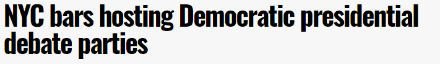 NYC bars hosting Democratic presidential
debate parties